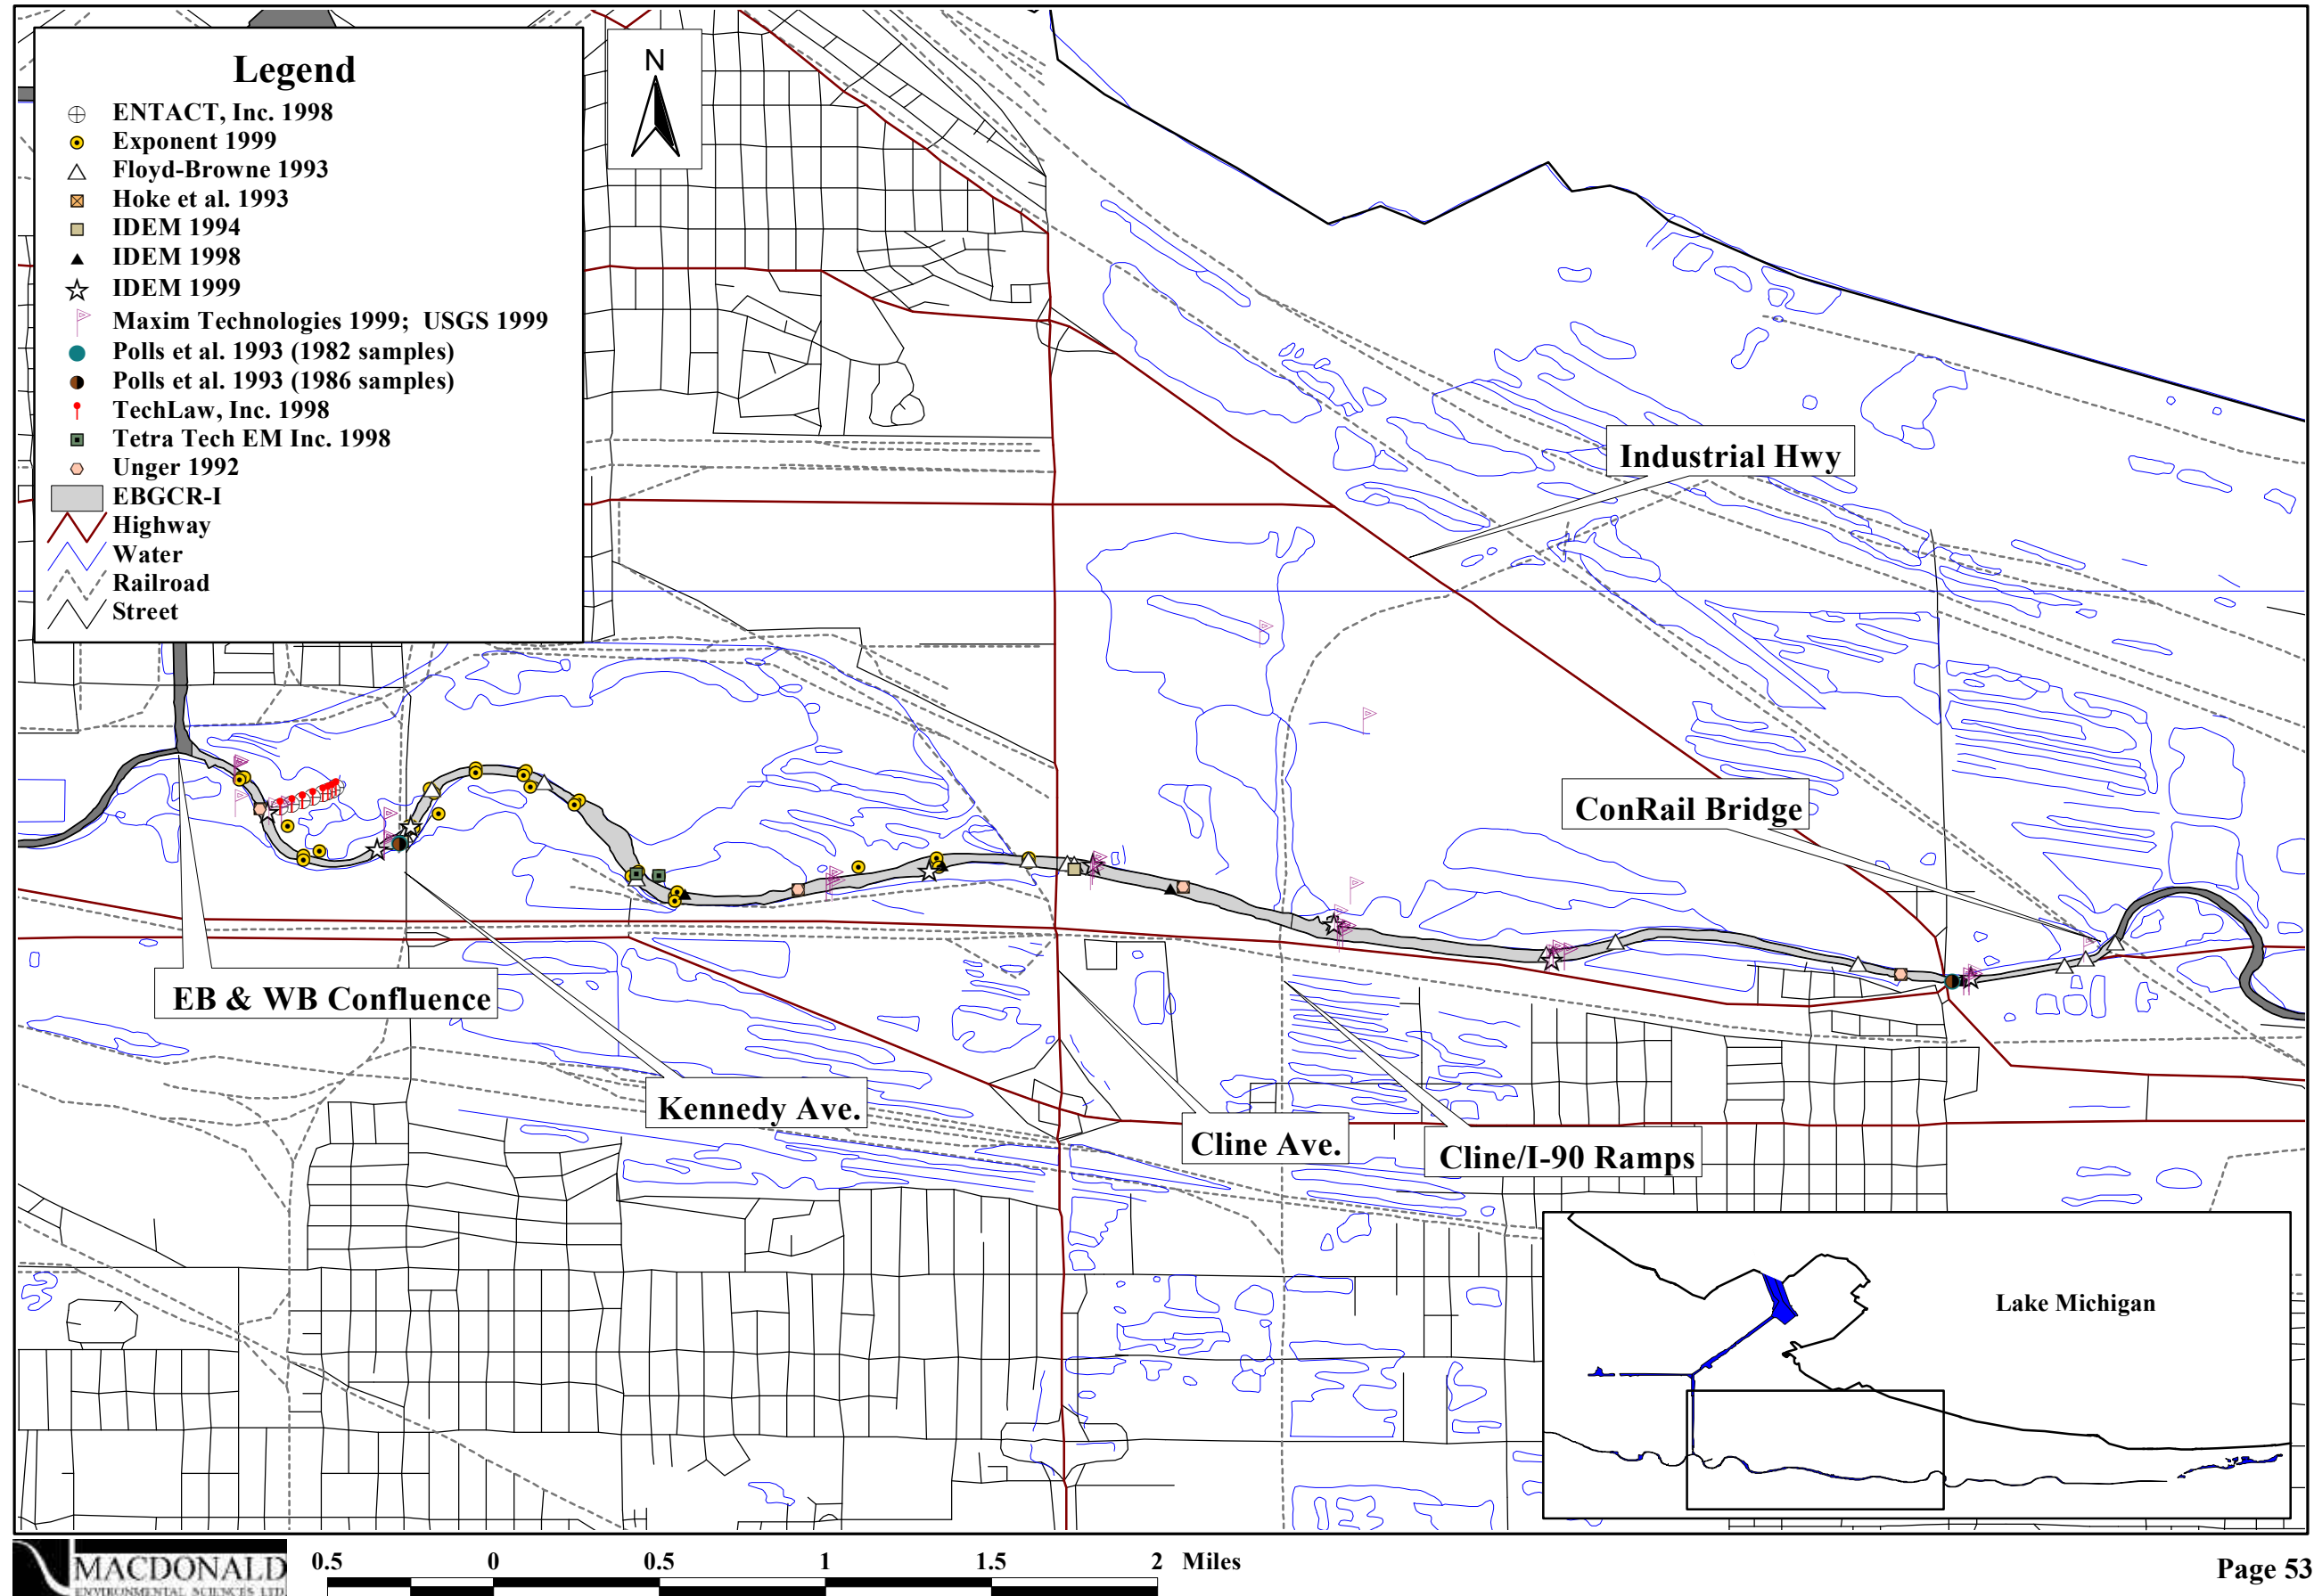 Legend
ENTACT, Inc. 1998
Exponent 1999
Floyd-Browne 1993
Hoke et al. 1993
IDEM 1994
IDEM 1998
IDEM 1999
Maxim Technologies 1999; USGS 1999
Polls et al. 1993 (1982 samples)
Polls et al. 1993 (1986 samples)
TechLaw, Inc. 1998
Tetra Tech EM Inc. 1998
Unger 1992
EBGCR-I
Highway
Water
Railroad
Street
N
Industrial Hwy
ConRail Bridge
EB & WB Confluence
Kennedy Ave.
Cline Ave.
Cline/I-90 Ramps
Lake Michigan
MACDONALD
ENVIRONMENTAL SCIENCES LTD.
0.5 0 0.5 1 1.5 2 Miles
Page 53